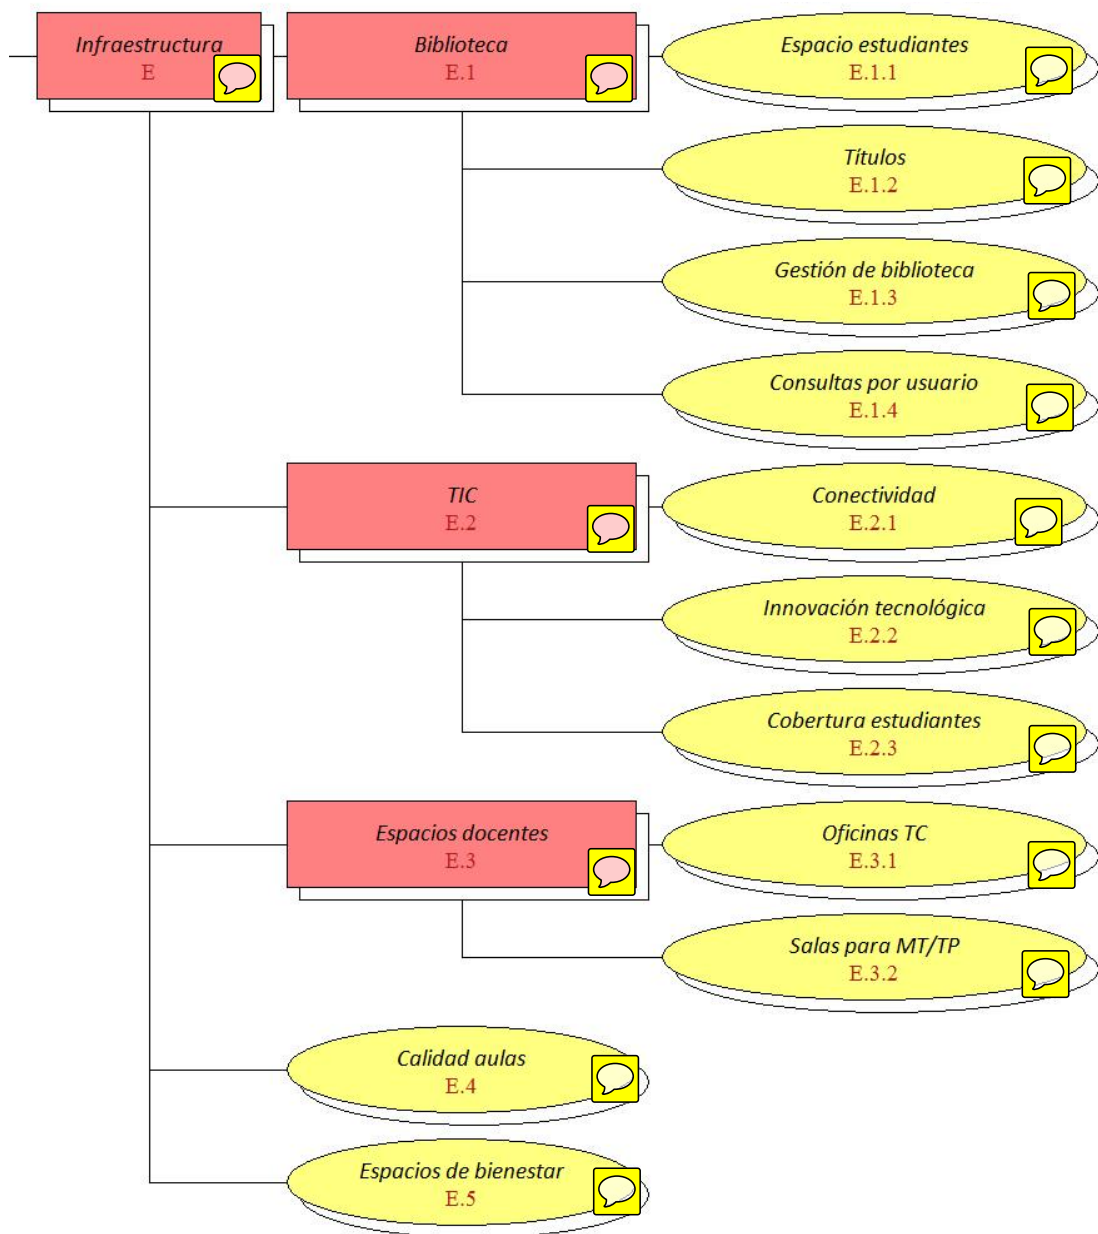 Infraestructura
E
Biblioteca
E.1
Espacio estudiantes
E.1.1
Títulos
E.1.2
Gestión de biblioteca
E.1.3
Consultas por usuario
E.1.4
TIC
E.2
Conectividad
E.2.1
Innovación tecnológica
E.2.2
Cobertura estudiantes
E.2.3
Espacios docentes
E.3
Oficinas TC
E.3.1
Salas para MT/TP
E.3.2
Calidad aulas
E.4
Espacios de bienestar
E.5